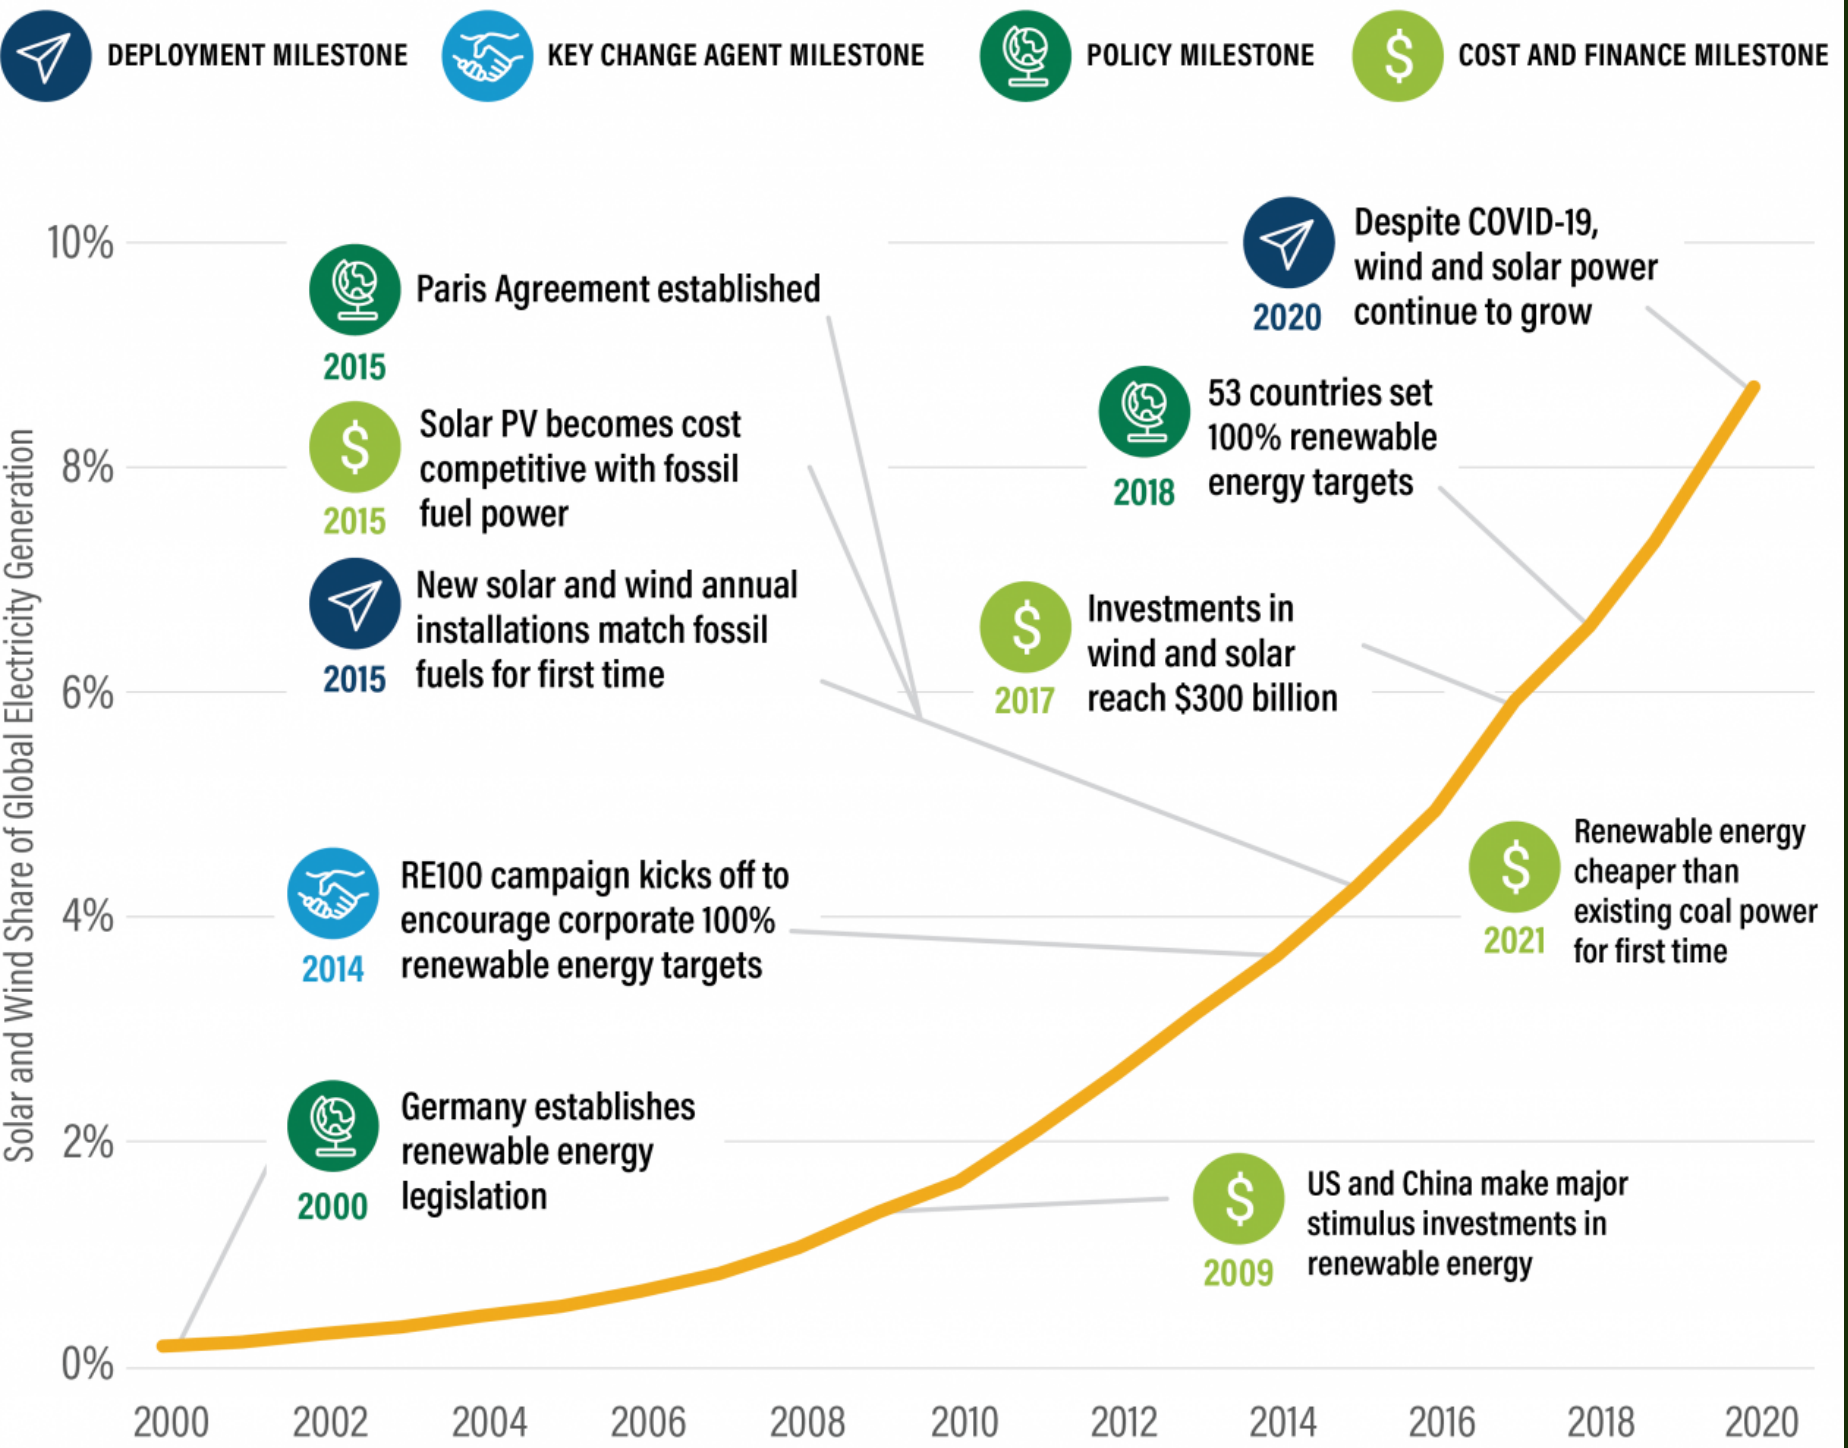 DEPLOYMENT MILESTONE
KEY CHANGE AGENT MILESTONE
POLICY MILESTONE
$
COST AND FINANCE MILESTONE
Solar and Wind Share of Global Electricity Generation
10%
8%
6%
4%
2%
0%
Paris Agreement established
2015
$
2015
Solar PV becomes cost
competitive with fossil
fuel power
2015
New solar and wind annual
installations match fossil
fuels for first time
2014
RE100 campaign kicks off to
encourage corporate 100%
renewable energy targets
2000
Germany establishes
renewable energy
legislation
2020
Despite COVID-19,
wind and solar power
continue to grow
2018
53 countries set
100% renewable
energy targets
$
2017
Investments in
wind and solar
reach $300 billion
$
2021
Renewable energy
cheaper than
existing coal power
for first time
$
2009
US and China make major
stimulus investments in
renewable energy
2000
2002
2004
2006
2008
2010
2012
2014
2016
2018
2020